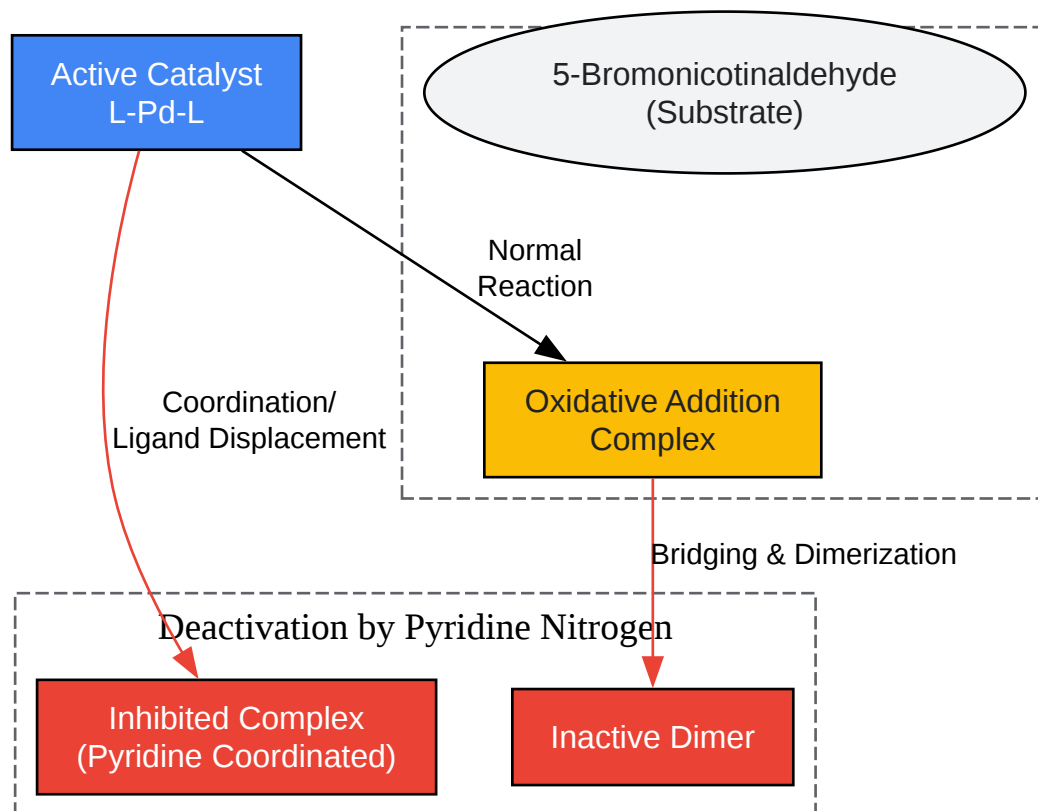 Active Catalyst
L-Pd-L
5-Bromonicotinaldehyde
(Substrate)
Normal
Reaction
Coordination/
Ligand Displacement
Oxidative Addition
Complex
Bridging & Dimerization
Deactivation by Pyridine Nitrogen
Inhibited Complex
(Pyridine Coordinated)
Inactive Dimer